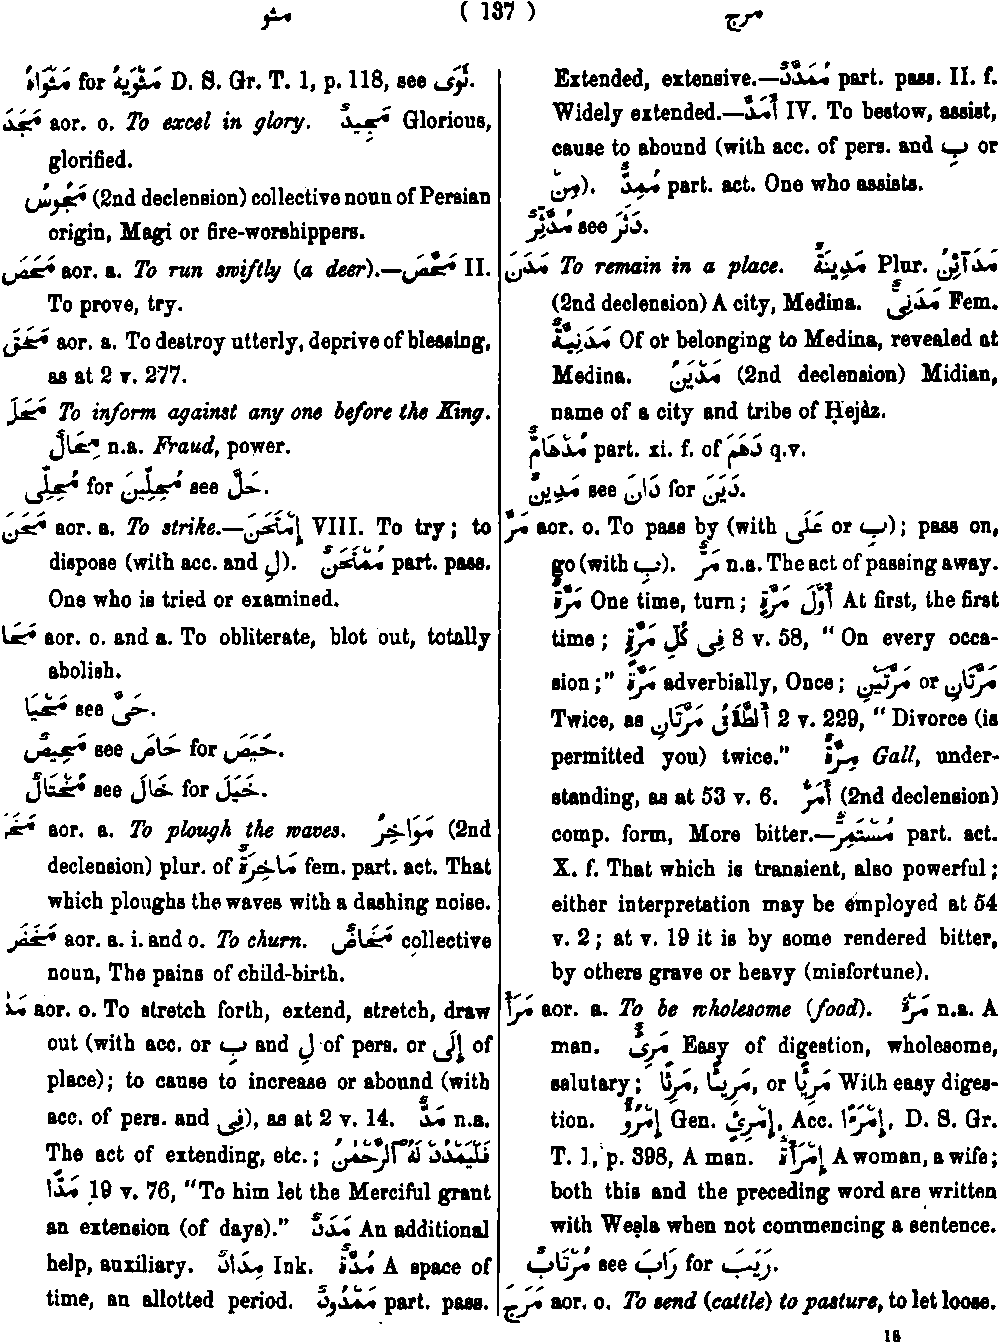 مثو ( 137 ) مرج
مَثْوَاهُ for مَثْوَيِهُ D. S. Gr. T. 1, p. 118, see ثَوَى.
مَجَدَ aor. o. To excel in glory. مَجِيدٌ Glorious,
glorified.
مَجُوسُ (2nd declension) collective noun of Persian
origin, Magi or fire-worshippers.
مَحَصَ aor. a. To run swiftly (a deer).—مَحَّصَ II.
To prove, try.
مَحَقَ aor. a. To destroy utterly, deprive of blessing,
as at 2 v. 277.
مَحَلَ To inform against any one before the King.
مِحَالٌ n.a. Fraud, power.
مُحِلِّى for مُحِلِّينَ see حَلَّ.
مَحَنَ aor. a. To strike.—إِمْتَحَنَ VIII. To try; to
dispose (with acc. and لِ). مُمْتَحَنٌ part. pass.
One who is tried or examined.
مَحَا aor. o. and a. To obliterate, blot out, totally
abolish.
مَحْيَا see حَىَّ.
مَحِيصٌ see حَاصَ for حَيَصَ.
مُخْتَالٌ see خَالَ for خَيَلَ.
مَخَرَ aor. a. To plough the waves. مَوَاخِرُ (2nd
declension) plur. of مَاخِرَةٌ fem. part. act. That
which ploughs the waves with a dashing noise.
مَخَضَ aor. a. i. and o. To churn. مَخَاضٌ collective
noun, The pains of child-birth.
مَدَّ aor. o. To stretch forth, extend, stretch, draw
out (with acc. or بِ and لِ of pers. or إِلَى of
place); to cause to increase or abound (with
acc. of pers. and فِى), as at 2 v. 14. مَدٌّ n.a.
The act of extending, etc.; فَلْيَمْدُدْ لَهُ ٱلرَّحْمٰنُ
مَدًّا 19 v. 76, "To him let the Merciful grant
an extension (of days)." مَدَدٌ An additional
help, auxiliary. مِدَادٌ Ink. مُدَّةٌ A space of
time, an allotted period. مَمْدُودٌ part. pass.
Extended, extensive.—مُمَدَّدٌ part. pass. II. f.
Widely extended.—أَمَدَّ IV. To bestow, assist,
cause to abound (with acc. of pers. and بِ or
مِنْ). مُمِدٌّ part. act. One who assists.
مُدَّثِّرٌ see دَثَرَ.
مَدَنَ To remain in a place. مَدِينَةٌ Plur. مَدَآئِنُ
(2nd declension) A city, Medina. مَدَنِىٌّ Fem.
مَدَنِيَّةٌ Of or belonging to Medina, revealed at
Medina. مَدْيَنُ (2nd declension) Midian,
name of a city and tribe of Ḥejâz.
مُدْهَامٌّ part. xi. f. of دَهَمَ q.v.
مَدِينٌ see دَانَ for دَيَنَ.
مَرَّ aor. o. To pass by (with عَلَى or بِ); pass on,
go (with بِ). مَرٌّ n.a. The act of passing away.
مَرَّةٌ One time, turn; أَوَّلَ مَرَّةٍ At first, the first
time; فِى كُلِّ مَرَّةٍ 8 v. 58, "On every occa-
sion;" مَرَّةً adverbially, Once; مَرَّتَيْنِ or مَرَّتَانِ
Twice, as أَلطَّلَاقُ مَرَّتَانِ 2 v. 229, "Divorce (is
permitted you) twice." مِرَّةٌ Gall, under-
standing, as at 53 v. 6. أَمَرُّ (2nd declension)
comp. form, More bitter.—مُسْتَمِرٌّ part. act.
X. f. That which is transient, also powerful;
either interpretation may be employed at 54
v. 2; at v. 19 it is by some rendered bitter,
by others grave or heavy (misfortune).
مَرَأَ aor. a. To be wholesome (food). مَرْءٌ n.a. A
man. مَرِىْءٌ Easy of digestion, wholesome,
salutary; مَرِيًّا, مَرِيئًا, or مَرِيًّا With easy diges-
tion. إِمْرُؤٌ Gen. إِمْرِئٍ, Acc. إِمْرَءًا, D. S. Gr.
T. 1, p. 398, A man. إِمْرَأَةٌ A woman, a wife;
both this and the preceding word are written
with Weṣla when not commencing a sentence.
مُرْتَابٌ see رَابَ for رَيَبَ.
مَرَجَ aor. o. To send (cattle) to pasture, to let loose.
18